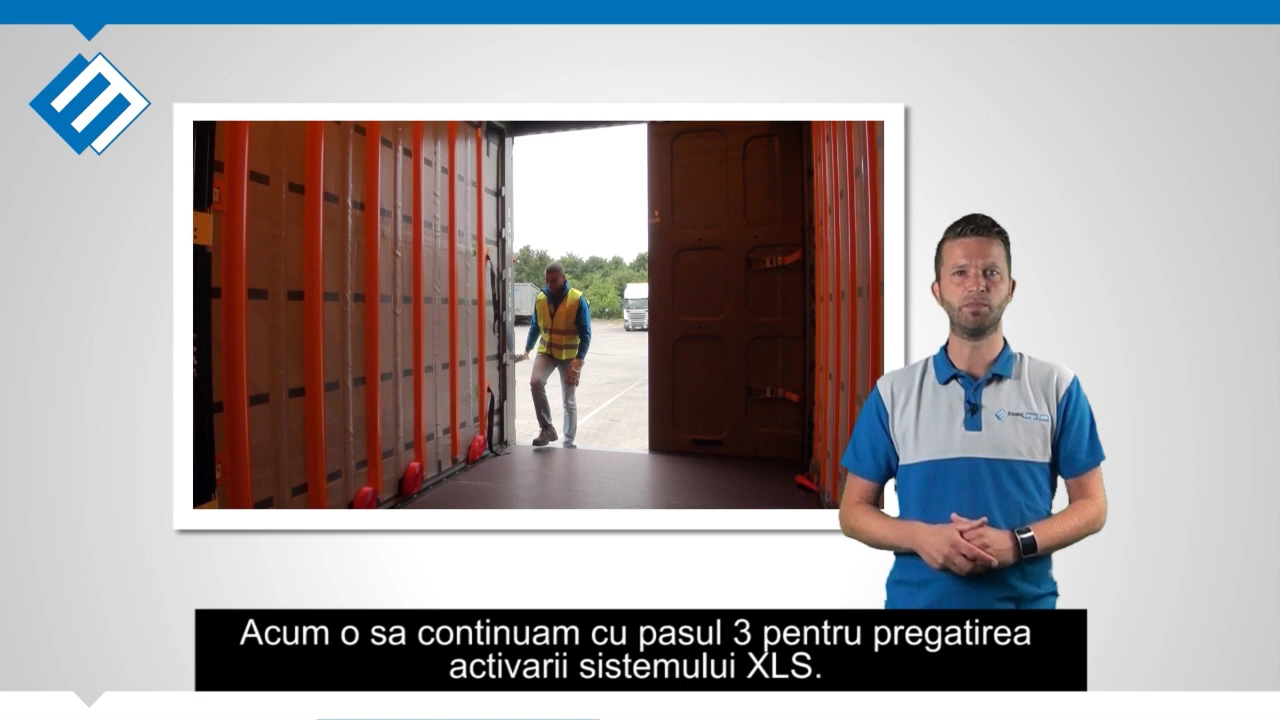 Acum o sa continuam cu pasul 3 pentru pregatirea
activarii sistemului XLS.